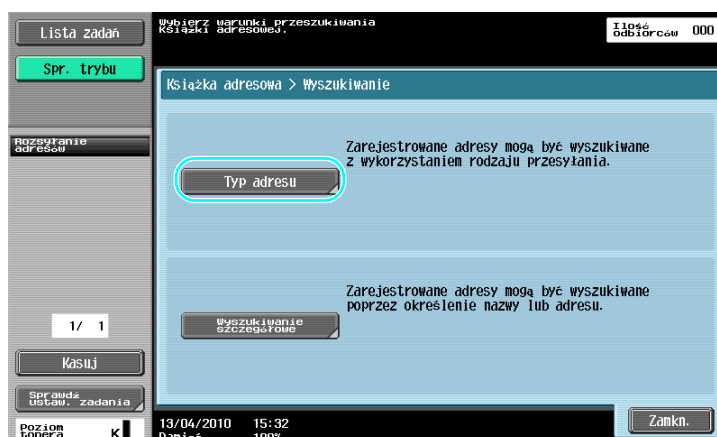 Lista zadań
Wybierz warunki przeszukiwania
Książki adresowej.
Ilość
odbiorców
000
Spr. trybu
Książka adresowa > Wyszukiwanie
Rozsyłanie
adresów
Zarejestrowane adresy mogą być wyszukiwane
z wykorzystaniem rodzaju przesyłania.
Typ adresu
Zarejestrowane adresy mogą być wyszukiwane
poprzez określenie nazwy lub adresu.
Wyszukiwanie
szczegółowe
1/ 1
Kasuj
Sprawdź
ustaw. zadania
Poziom
tonera
K
13/04/2010 15:32
Pamięć 100%
Zamkn.